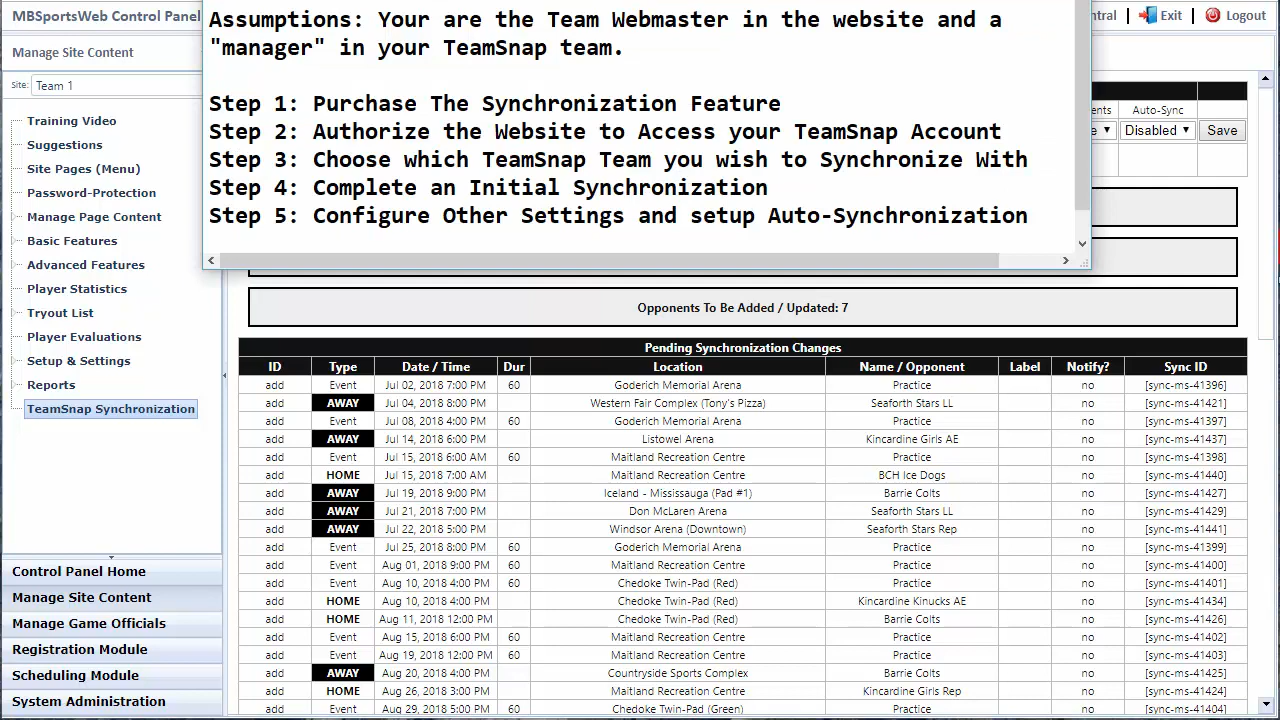 MBSportsWeb Control Panel
Exit
Logout
Manage Site Content
Site: Team 1
Training Video
Suggestions
Site Pages (Menu)
Password-Protection
Manage Page Content
Basic Features
Advanced Features
Player Statistics
Tryout List
Player Evaluations
Setup & Settings
Reports
TeamSnap Synchronization
Control Panel Home
Manage Site Content
Manage Game Officials
Registration Module
Scheduling Module
System Administration
Assumptions: Your are the Team Webmaster in the website and a
"manager" in your TeamSnap team.
Step 1: Purchase The Synchronization Feature
Step 2: Authorize the Website to Access your TeamSnap Account
Step 3: Choose which TeamSnap Team you wish to Synchronize With
Step 4: Complete an Initial Synchronization
Step 5: Configure Other Settings and setup Auto-Synchronization
Auto-Sync
Disabled Save
Opponents To Be Added / Updated: 7
Pending Synchronization Changes
ID Type Date / Time Dur Location Name / Opponent Label Notify? Sync ID
add Event Jul 02, 2018 7:00 PM 60 Goderich Memorial Arena Practice no [sync-ms-41396]
add AWAY Jul 04, 2018 8:00 PM Western Fair Complex (Tony's Pizza) Seaforth Stars LL no [sync-ms-41421]
add Event Jul 08, 2018 4:00 PM 60 Goderich Memorial Arena Practice no [sync-ms-41397]
add AWAY Jul 14, 2018 6:00 PM Listowel Arena Kincardine Girls AE no [sync-ms-41437]
add Event Jul 15, 2018 6:00 AM 60 Maitland Recreation Centre Practice no [sync-ms-41398]
add HOME Jul 15, 2018 7:00 AM Maitland Recreation Centre BCH Ice Dogs no [sync-ms-41440]
add AWAY Jul 19, 2018 9:00 PM Iceland - Mississauga (Pad #1) Barrie Colts no [sync-ms-41427]
add AWAY Jul 21, 2018 7:00 PM Don McLaren Arena Seaforth Stars LL no [sync-ms-41429]
add AWAY Jul 22, 2018 5:00 PM Windsor Arena (Downtown) Seaforth Stars Rep no [sync-ms-41441]
add Event Jul 25, 2018 8:00 PM 60 Goderich Memorial Arena Practice no [sync-ms-41399]
add Event Aug 01, 2018 9:00 PM 60 Goderich Memorial Arena Practice no [sync-ms-41400]
add Event Aug 10, 2018 4:00 PM 60 Chedoke Twin-Pad (Red) Practice no [sync-ms-41401]
add HOME Aug 10, 2018 4:00 PM Chedoke Twin-Pad (Red) Kincardine Kinucks AE no [sync-ms-41434]
add HOME Aug 11, 2018 12:00 PM Chedoke Twin-Pad (Red) Barrie Colts no [sync-ms-41426]
add Event Aug 15, 2018 6:00 PM 60 Maitland Recreation Centre Practice no [sync-ms-41402]
add Event Aug 19, 2018 12:00 PM 60 Maitland Recreation Centre Practice no [sync-ms-41403]
add AWAY Aug 20, 2018 4:00 PM Countryside Sports Complex Barrie Colts no [sync-ms-41425]
add HOME Aug 26, 2018 3:00 PM Maitland Recreation Centre Kincardine Girls Rep no [sync-ms-41424]
add Event Aug 29, 2018 5:00 PM 60 Chedoke Twin-Pad (Green) Practice no [sync-ms-41404]